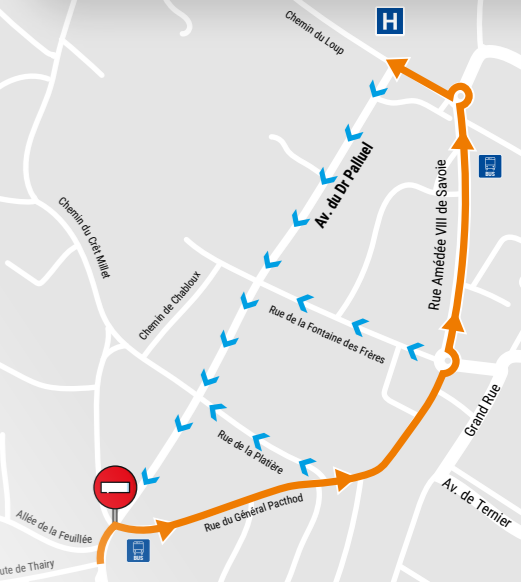 Chemin du Loup
H
Av. du Dr Palluel
BUS
Rue Amédée VIII de Savoie
Chemin du Crêt Millet
Chemin de Chabloux
Rue de la Fontaine des Frères
Grand Rue
Rue de la Platière
Av. de Ternier
Rue du Général Pacthod
Allée de la Feuillée
BUS
ute de Thairy